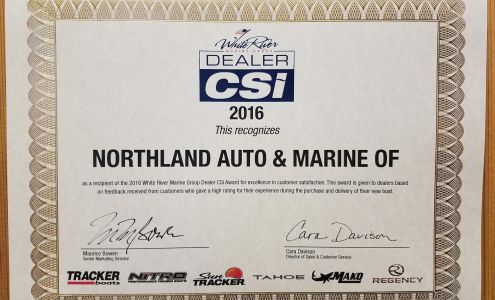 White River
MARINE GROUP
DEALER
CSi
2016
This recognizes
NORTHLAND AUTO & MARINE OF
as a recipient of the 2016 White River Marine Group Dealer CSI Award for excellence in customer satisfaction. This award is given to dealers based
on feedback received from customers who gave a high rating for their experience during the purchase and delivery of their new boat.
Bowen
Cara Davison
Maurice Bowen
Senior Marketing Director
Cara Davison
Director of Sales & Customer Service
TRACKER
boats
NITRO
Sun
TRACKER
TAHOE
MAKO
REGENCY